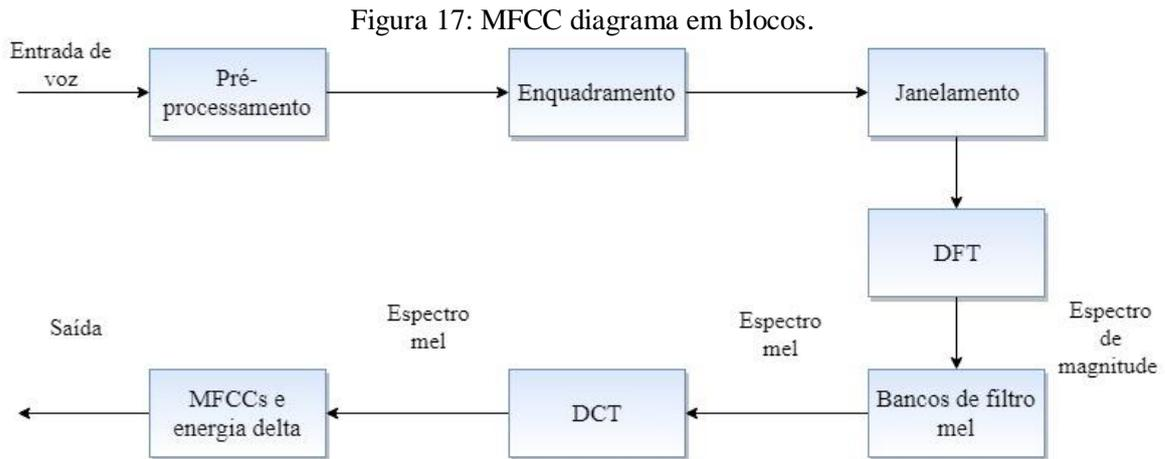 Figura 17: MFCC diagrama em blocos.
Entrada de
voz
Pré-
processamento
Enquadramento
Janelamento
DFT
Espectro
de
magnitude
Bancos de filtro
mel
Espectro
mel
DCT
Espectro
mel
MFCCs e
energia delta
Saída